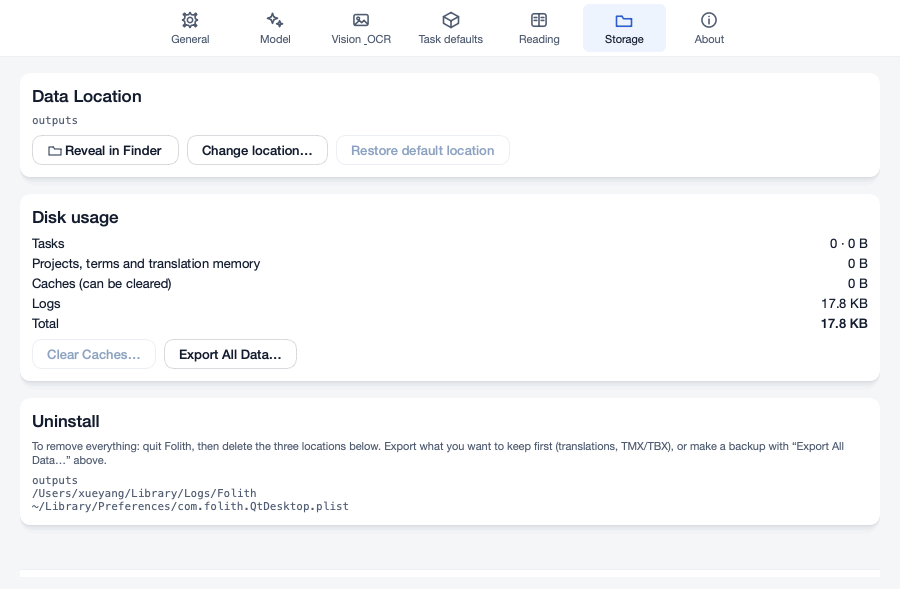 General
Model
Vision _OCR
Task defaults
Reading
Storage
About
Data Location
outputs
Reveal in Finder
Change location…
Restore default location
Disk usage
Tasks
0 · 0 B
Projects, terms and translation memory
0 B
Caches (can be cleared)
0 B
Logs
17.8 KB
Total
17.8 KB
Clear Caches…
Export All Data…
Uninstall
To remove everything: quit Folith, then delete the three locations below. Export what you want to keep first (translations, TMX/TBX), or make a backup with “Export All
Data…” above.
outputs
/Users/xueyang/Library/Logs/Folith
~/Library/Preferences/com.folith.QtDesktop.plist